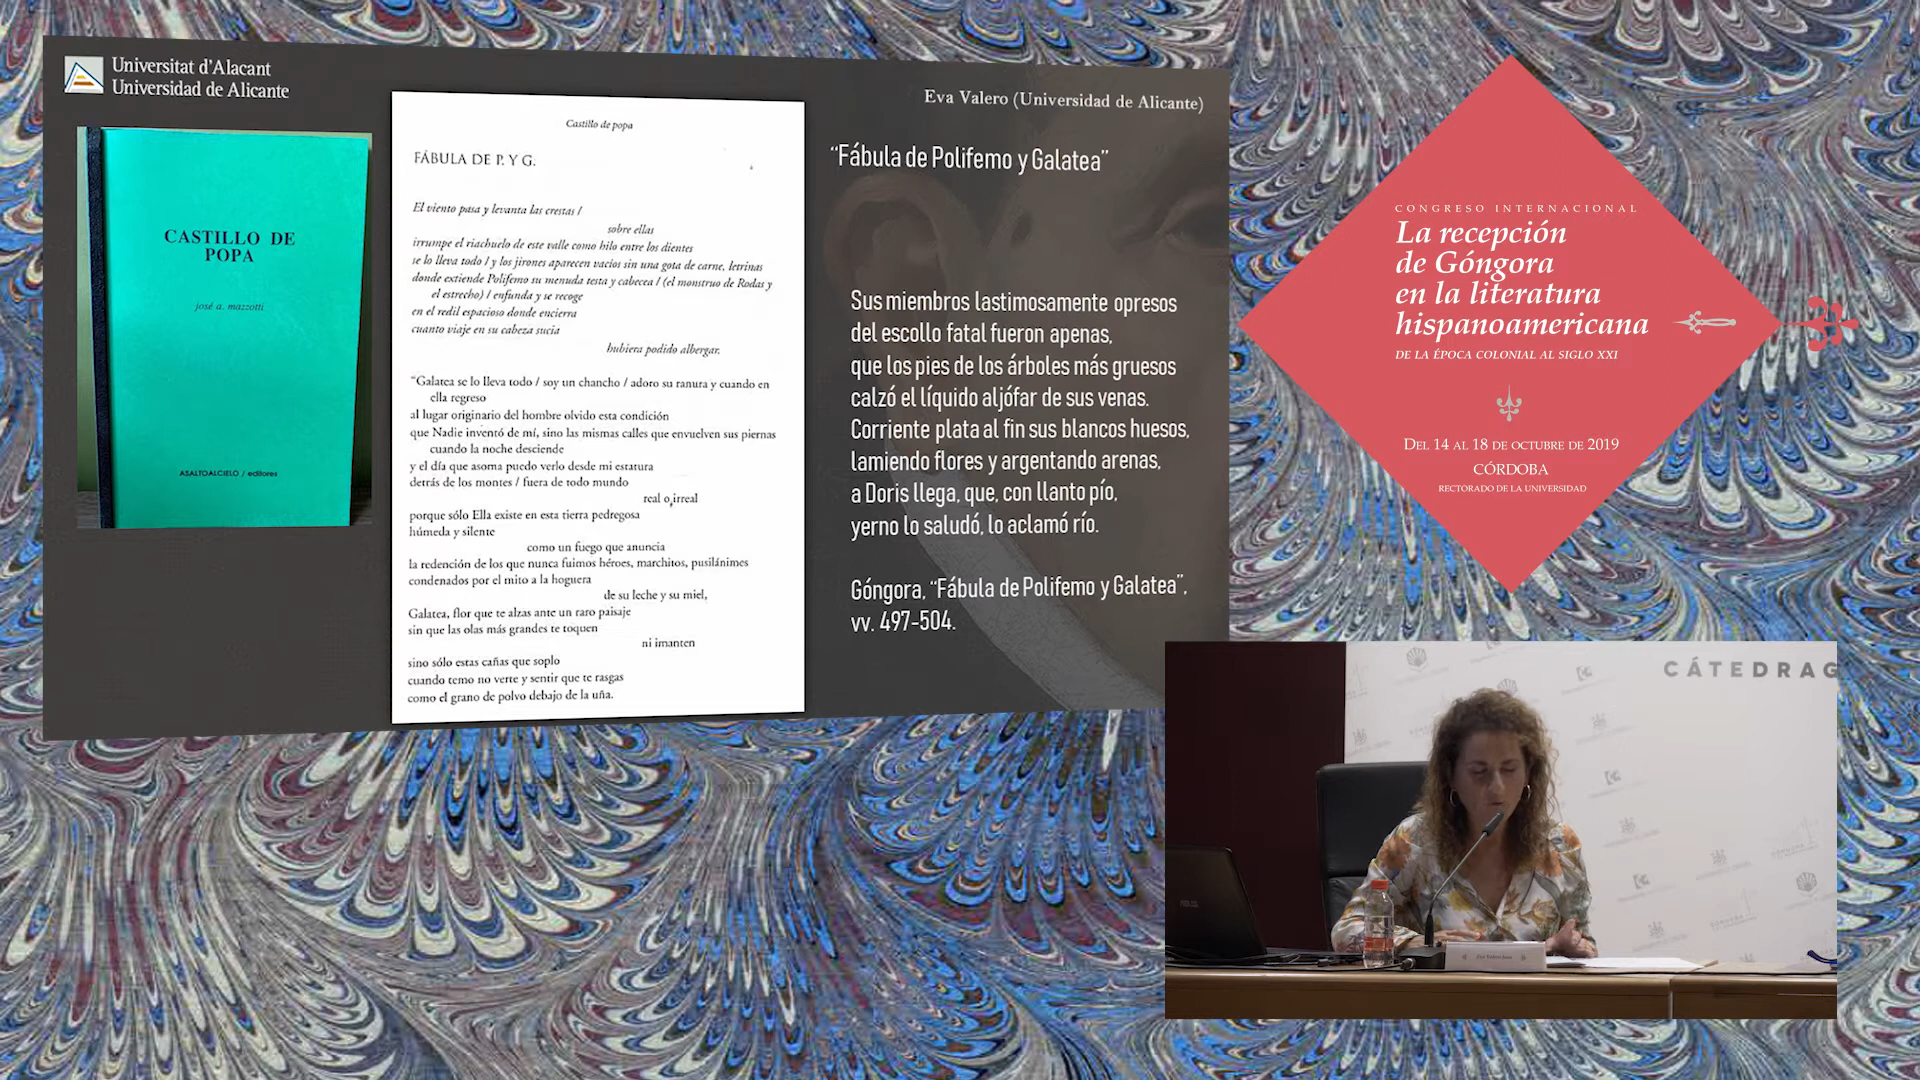 Universitat d'Alacant
Universidad de Alicante
Eva Valero (Universidad de Alicante)
CASTILLO DE
POPA
josé a. mazzotti
ASALTOALCIELO / editores
Castillo de popa
FÁBULA DE P. Y G.
El viento pasa y levanta las crestas /
sobre ellas
irrumpe el riachuelo de este valle como hilo entre los dientes
se lo lleva todo / y los jirones aparecen vacíos sin una gota de carne, letrinas
donde extiende Polifemo su menuda testa y cabecea / (el monstruo de Rodas y
el estrecho) / enfunda y se recoge
en el redil espacioso donde encierra
cuanto viaje en su cabeza sucia
hubiera podido albergar.
"Galatea se lo lleva todo / soy un chancho / adoro su ranura y cuando en
ella regreso
al lugar originario del hombre olvido esta condición
que Nadie inventó de mí, sino las mismas calles que envuelven sus piernas
cuando la noche desciende
y el día que asoma puedo verlo desde mi estatura
detrás de los montes / fuera de todo mundo
real o irreal
porque sólo Ella existe en esta tierra pedregosa
húmeda y silente
como un fuego que anuncia
la redención de los que nunca fuimos héroes, marchitos, pusilánimes
condenados por el mito a la hoguera
de su leche y su miel,
Galatea, flor que te alzas ante un raro paisaje
sin que las olas más grandes te toquen
ni imanten
sino sólo estas cañas que soplo
cuando temo no verte y sentir que te rasgas
como el grano de polvo debajo de la uña.
“Fábula de Polifemo y Galatea”
Sus miembros lastimosamente opresos
del escollo fatal fueron apenas,
que los pies de los árboles más gruesos
calzó el líquido aljófar de sus venas.
Corriente plata al fin sus blancos huesos,
lamiendo flores y argentando arenas,
a Doris llega, que, con llanto pío,
yerno lo saludó, lo aclamó río.
Góngora, “Fábula de Polifemo y Galatea”,
vv. 497-504.
CONGRESO INTERNACIONAL
La recepción
de Góngora
en la literatura
hispanoamericana
DE LA ÉPOCA COLONIAL AL SIGLO XXI
DEL 14 AL 18 DE OCTUBRE DE 2019
CÓRDOBA
RECTORADO DE LA UNIVERSIDAD
CÁTEDRA G